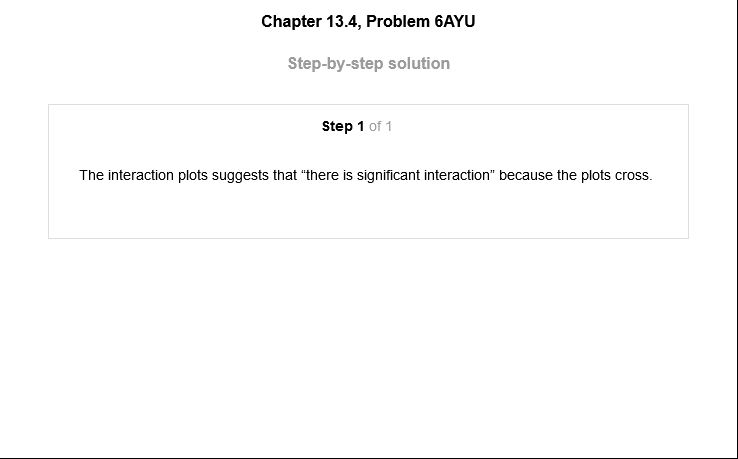 Chapter 13.4, Problem 6AYU
Step-by-step solution
Step 1 of 1
The interaction plots suggests that “there is significant interaction” because the plots cross.